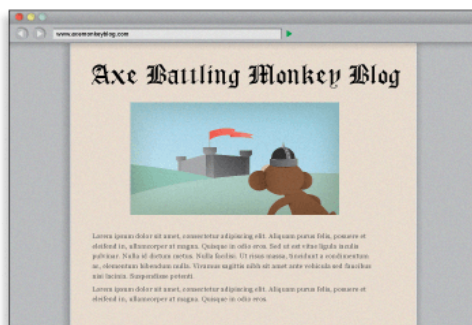 www.axemonkeyblog.com
Axe Battling Monkey Blog
Lorem ipsum dolor sit amet, consectetur adipiscing elit. Aliquam purus felis, posuere et
eleifend in, ullamcorper at magna. Quisque in odio eros. Sed ut est vitae ligula iaculis
pulvinar. Nulla id dictum metus. Nulla facilisi. Ut risus massa, tincidunt a condimentum
ac, elementum bibendum nulla. Vivamus sagittis nibh sit amet ante vehicula sed faucibus
nisi lacinia. Suspendisse potenti.
Lorem ipsum dolor sit amet, consectetur adipiscing elit. Aliquam purus felis, posuere et
eleifend in, ullamcorper at magna. Quisque in odio eros.